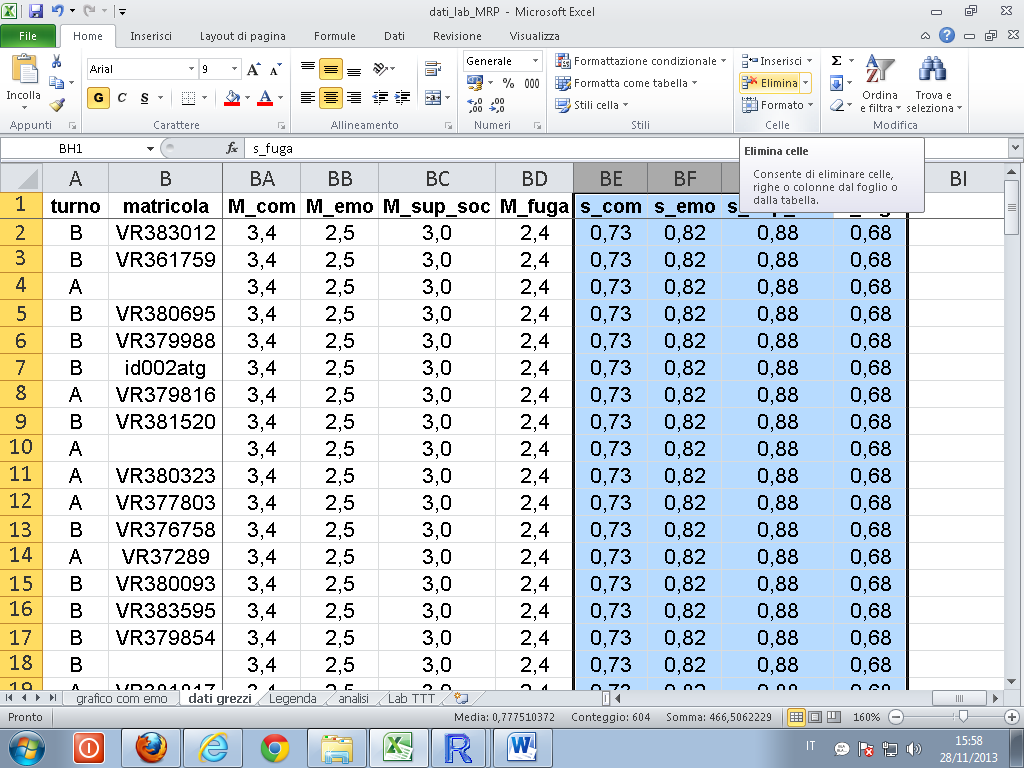 dati_lab_MRP - Microsoft Excel
File Home Inserisci Layout di pagina Formule Dati Revisione Visualizza
Incolla
Appunti
Arial 9
G C S A A A
Carattere
Allineamento
Generale
% 000
Numeri
Formattazione condizionale
Formatta come tabella
Stili cella
Stili
Inserisci
Elimina
Formato
Celle
Σ
Ordina e filtra
Trova e seleziona
Modifica
BH1 fx s_fuga
Elimina celle
Consente di eliminare celle,
righe o colonne dal foglio o
dalla tabella.
A B BA BB BC BD BE BF BI
1 turno matricola M_com M_emo M_sup_soc M_fuga s_com s_emo
2 B VR383012 3,4 2,5 3,0 2,4 0,73 0,82 0,88 0,68
3 B VR361759 3,4 2,5 3,0 2,4 0,73 0,82 0,88 0,68
4 A 3,4 2,5 3,0 2,4 0,73 0,82 0,88 0,68
5 B VR380695 3,4 2,5 3,0 2,4 0,73 0,82 0,88 0,68
6 B VR379988 3,4 2,5 3,0 2,4 0,73 0,82 0,88 0,68
7 B id002atg 3,4 2,5 3,0 2,4 0,73 0,82 0,88 0,68
8 A VR379816 3,4 2,5 3,0 2,4 0,73 0,82 0,88 0,68
9 B VR381520 3,4 2,5 3,0 2,4 0,73 0,82 0,88 0,68
10 A 3,4 2,5 3,0 2,4 0,73 0,82 0,88 0,68
11 A VR380323 3,4 2,5 3,0 2,4 0,73 0,82 0,88 0,68
12 A VR377803 3,4 2,5 3,0 2,4 0,73 0,82 0,88 0,68
13 B VR376758 3,4 2,5 3,0 2,4 0,73 0,82 0,88 0,68
14 A VR37289 3,4 2,5 3,0 2,4 0,73 0,82 0,88 0,68
15 B VR380093 3,4 2,5 3,0 2,4 0,73 0,82 0,88 0,68
16 B VR383595 3,4 2,5 3,0 2,4 0,73 0,82 0,88 0,68
17 B VR379854 3,4 2,5 3,0 2,4 0,73 0,82 0,88 0,68
18 B 3,4 2,5 3,0 2,4 0,73 0,82 0,88 0,68
grafico com emo dati grezzi Legenda analisi Lab TTT
Pronto Media: 0,777510372 Conteggio: 604 Somma: 466,5062229 160%
IT 15:58
28/11/2013